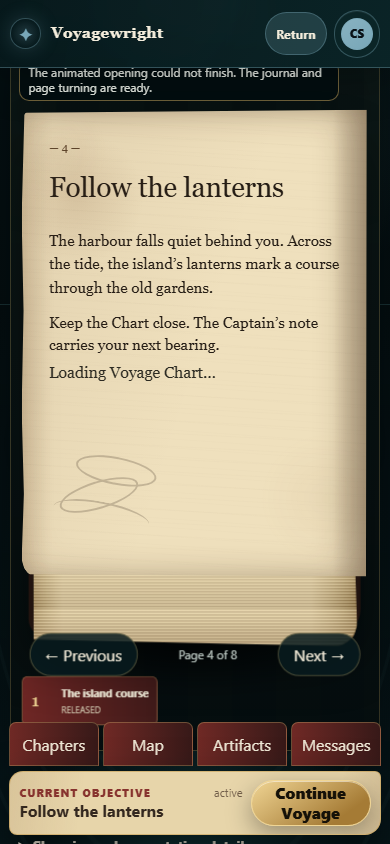 Voyagewright
Return
CS
The animated opening could not finish. The journal and
page turning are ready.
— 4 —
Follow the lanterns
The harbour falls quiet behind you. Across
the tide, the island’s lanterns mark a course
through the old gardens.
Keep the Chart close. The Captain’s note
carries your next bearing.
Loading Voyage Chart...
← Previous
Page 4 of 8
Next →
1
The island course
RELEASED
Chapters
Map
Artifacts
Messages
CURRENT OBJECTIVE
active
Follow the lanterns
Continue
Voyage